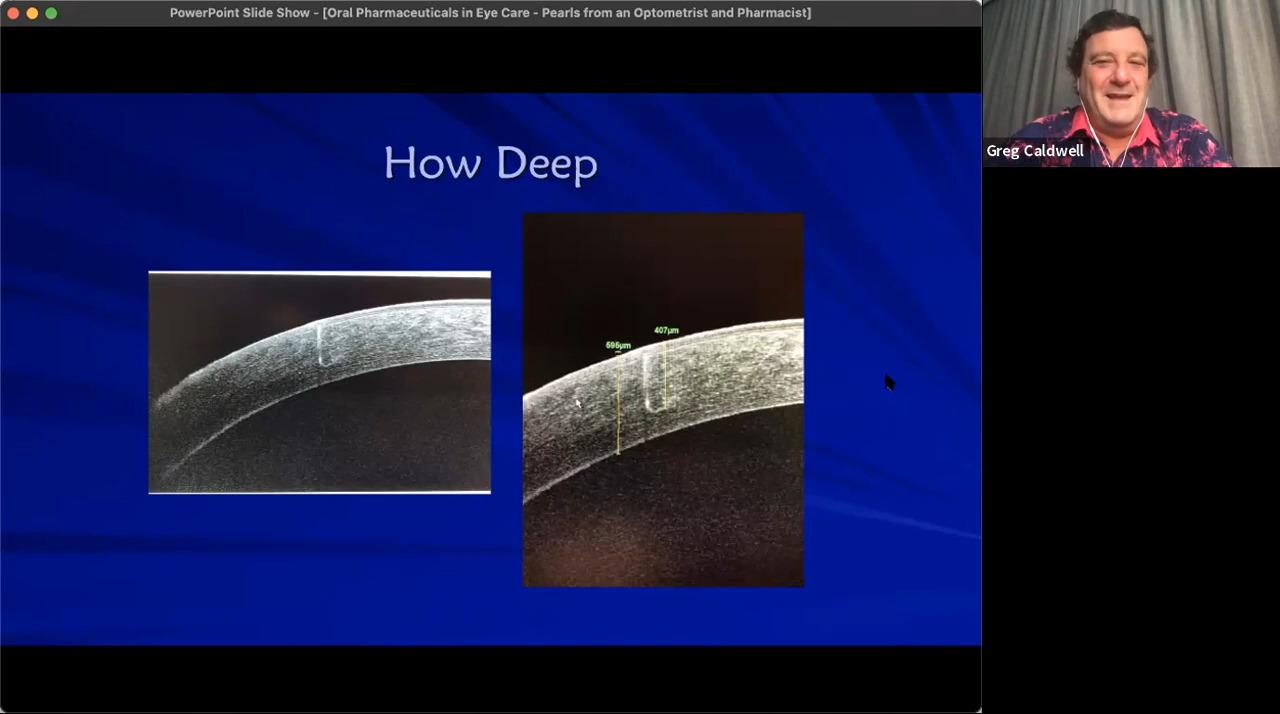 PowerPoint Slide Show - [Oral Pharmaceuticals in Eye Care - Pearls from an Optometrist and Pharmacist]
Greg Caldwell
How Deep
407µm
595µm